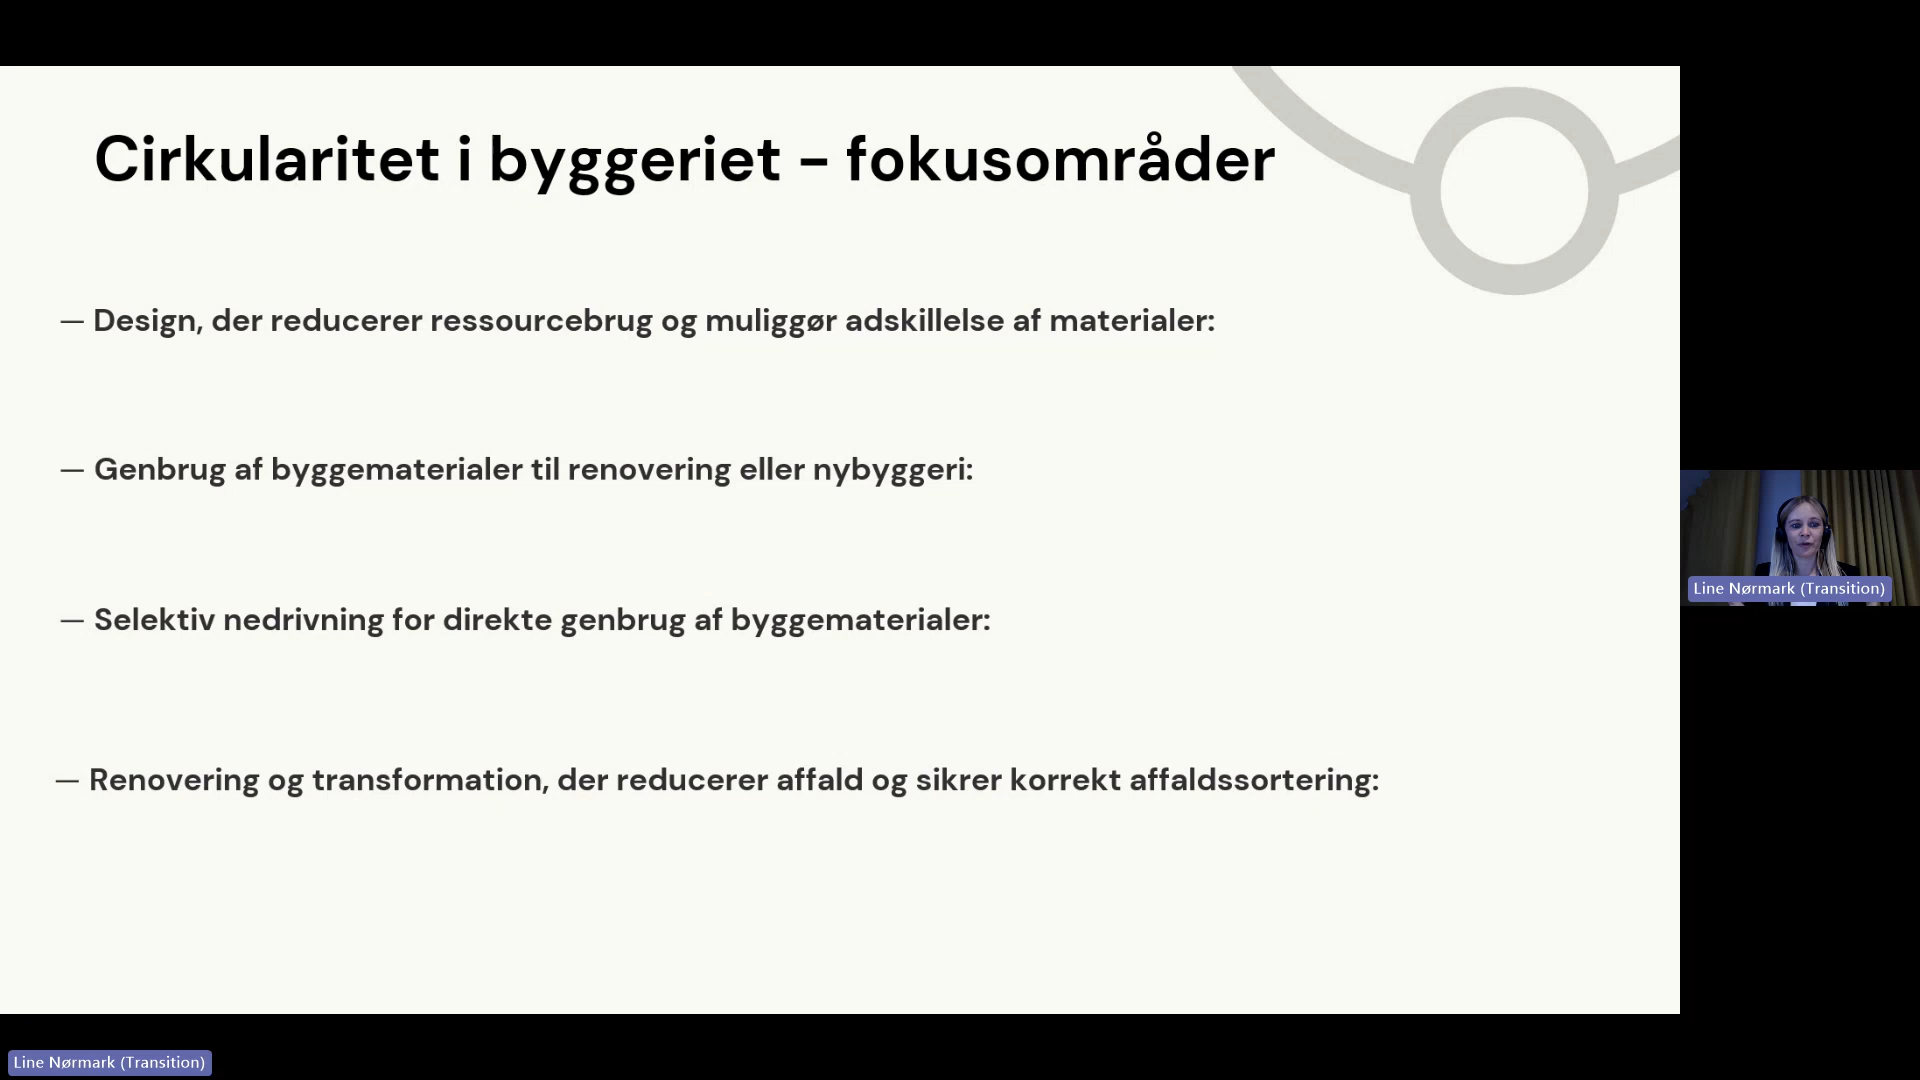 Cirkularitet i byggeriet - fokusområder
— Design, der reducerer ressourcebrug og muliggør adskillelse af materialer:
— Genbrug af byggematerialer til renovering eller nybyggeri:
— Selektiv nedrivning for direkte genbrug af byggematerialer:
— Renovering og transformation, der reducerer affald og sikrer korrekt affaldssortering:
Line Nørmark (Transition)
Line Nørmark (Transition)